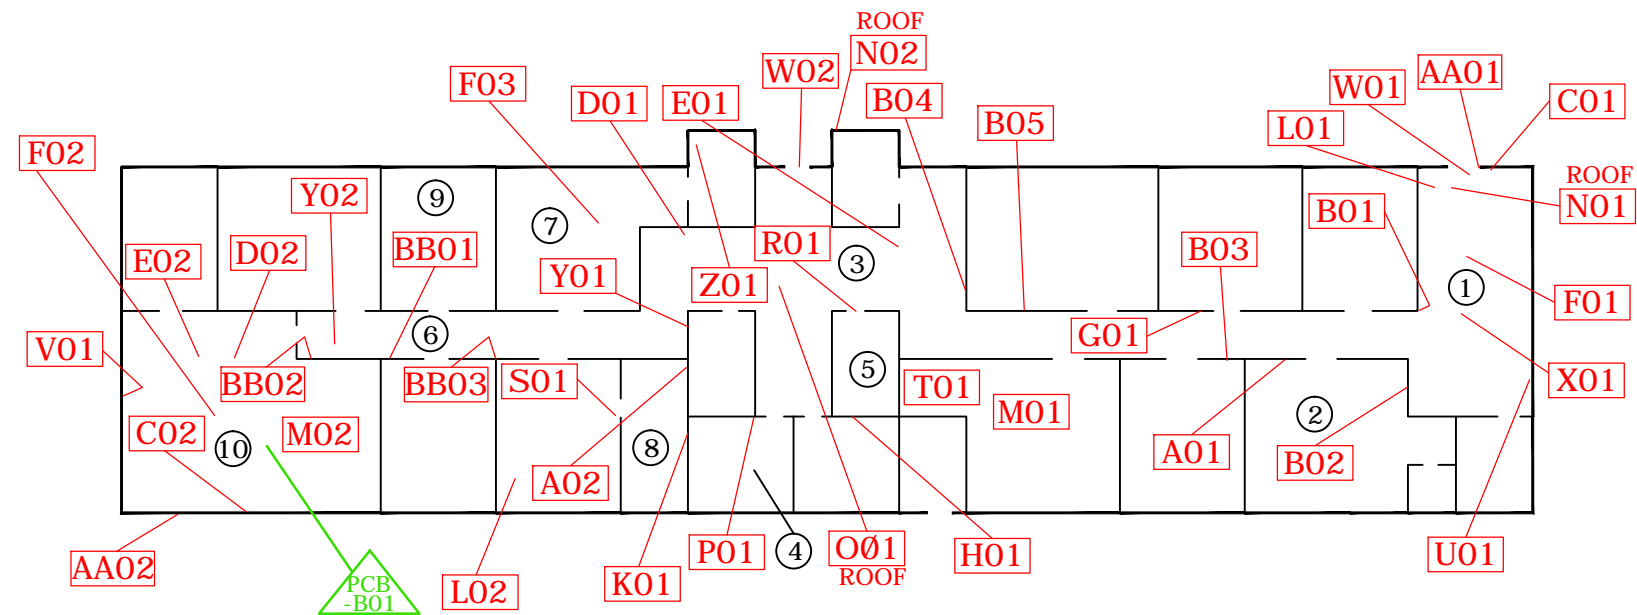 ROOF
N02
W02
F03
D01
E01
B04
B05
W01
AA01
C01
L01
F02
ROOF
N01
Y02
9
7
B01
E02
D02
BB01
R01
3
B03
Z01
1
Y01
F01
6
G01
V01
BB02
BB03
S01
5
T01
M01
X01
2
C02
10
M02
8
A02
A01
B02
AA02
P01
4
OØ1
ROOF
H01
U01
K01
L02
PCB
-B01